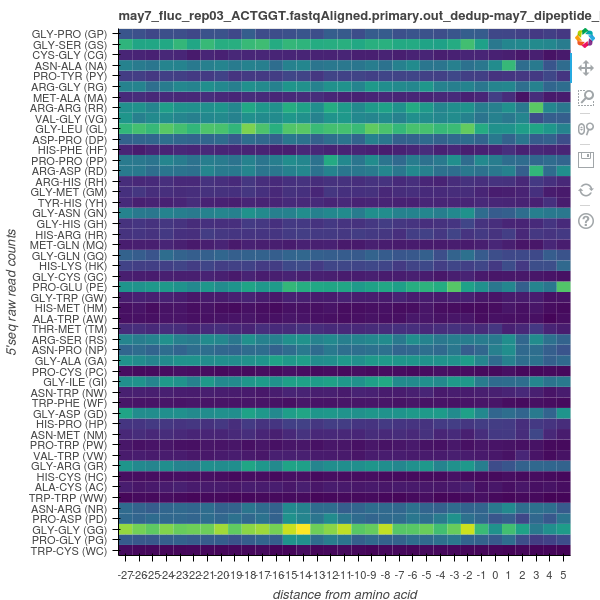 may7_fluc_rep03_ACTGGT.fastqAligned.primary.out_dedup-may7_dipeptide_
GLY-PRO (GP)
GLY-SER (GS)
CYS-GLY (CG)
ASN-ALA (NA)
PRO-TYR (PY)
ARG-GLY (RG)
MET-ALA (MA)
ARG-ARG (RR)
VAL-GLY (VG)
GLY-LEU (GL)
ASP-PRO (DP)
HIS-PHE (HF)
PRO-PRO (PP)
ARG-ASP (RD)
ARG-HIS (RH)
GLY-MET (GM)
TYR-HIS (YH)
GLY-ASN (GN)
GLY-HIS (GH)
HIS-ARG (HR)
MET-GLN (MQ)
GLY-GLN (GQ)
HIS-LYS (HK)
GLY-CYS (GC)
PRO-GLU (PE)
GLY-TRP (GW)
HIS-MET (HM)
ALA-TRP (AW)
THR-MET (TM)
ARG-SER (RS)
ASN-PRO (NP)
GLY-ALA (GA)
PRO-CYS (PC)
GLY-ILE (GI)
ASN-TRP (NW)
TRP-PHE (WF)
GLY-ASP (GD)
HIS-PRO (HP)
ASN-MET (NM)
PRO-TRP (PW)
VAL-TRP (VW)
GLY-ARG (GR)
HIS-CYS (HC)
ALA-CYS (AC)
TRP-TRP (WW)
ASN-ARG (NR)
PRO-ASP (PD)
GLY-GLY (GG)
PRO-GLY (PG)
TRP-CYS (WC)
5'seq raw read counts
-27-26-25-24-23-22-21-20-19-18-17-16-15-14-13-12-11-10 -9 -8 -7 -6 -5 -4 -3 -2 -1 0 1 2 3 4 5
distance from amino acid